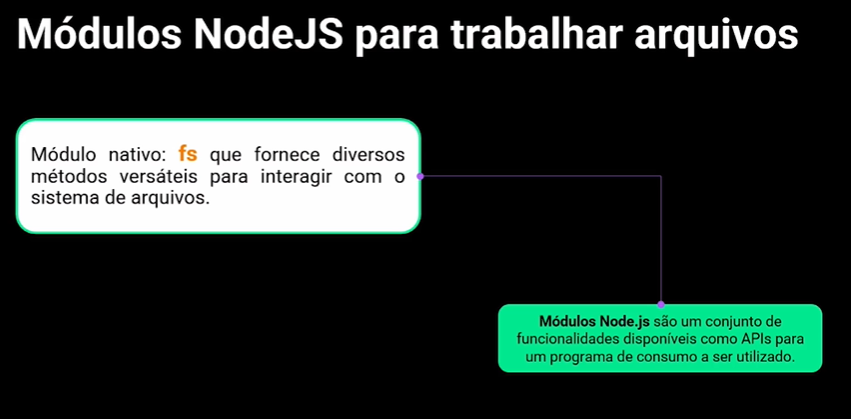 Módulos NodeJS para trabalhar arquivos
Módulo nativo: fs que fornece diversos
métodos versáteis para interagir com o
sistema de arquivos.
Módulos Node.js são um conjunto de
funcionalidades disponíveis como APIs para
um programa de consumo a ser utilizado.